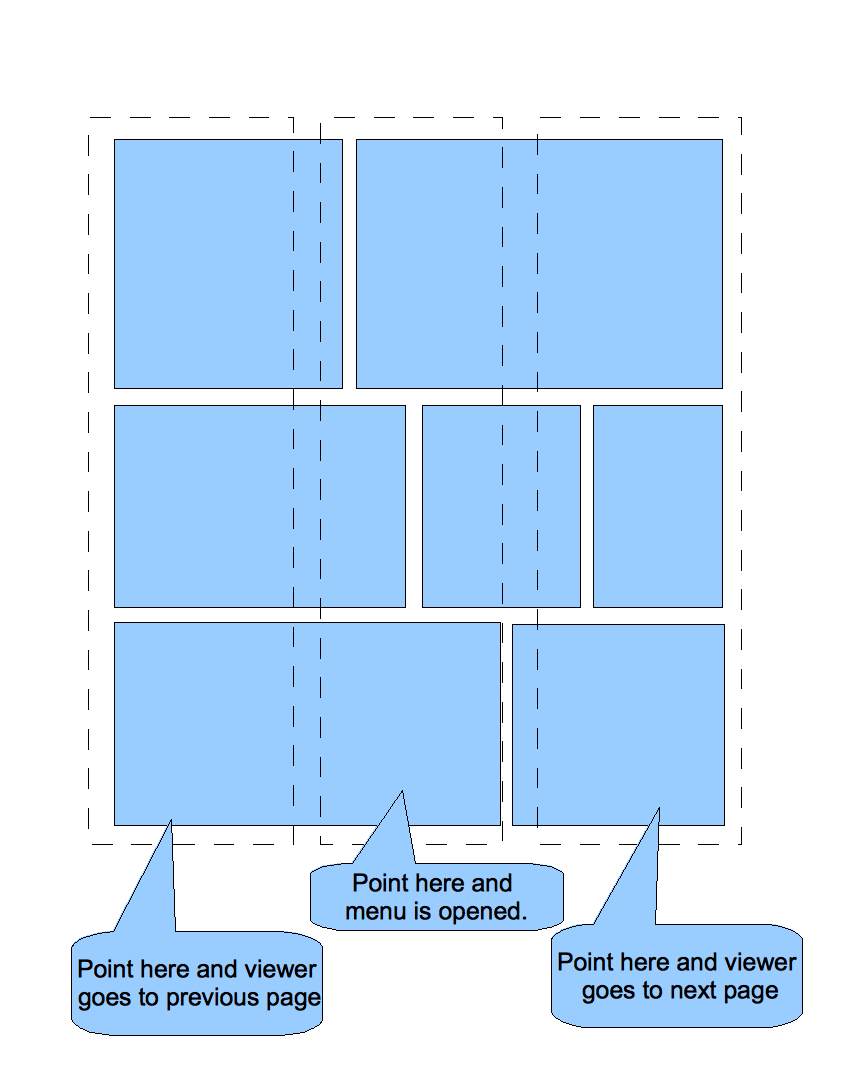 Point here and
menu is opened.
Point here and viewer
goes to previous page
Point here and viewer
goes to next page